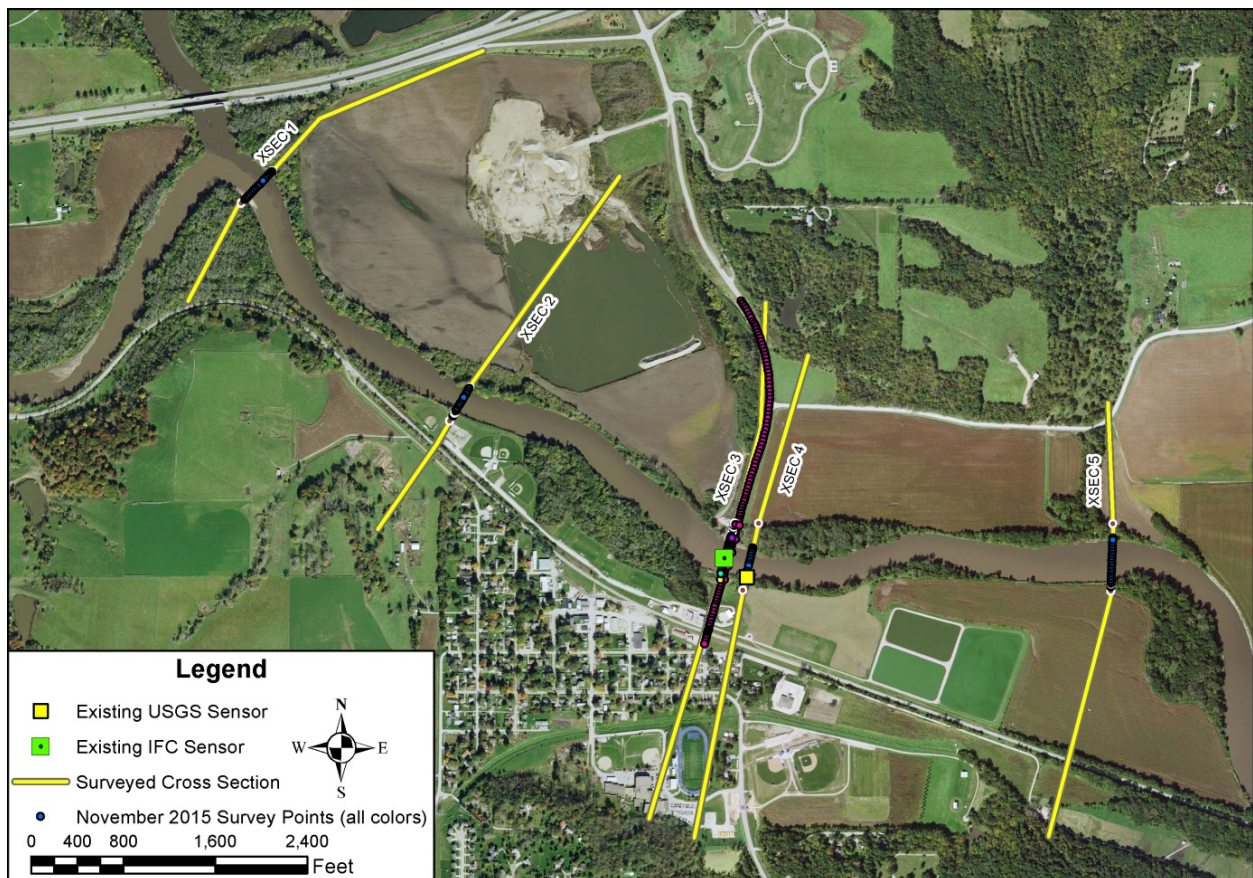 XSEC 1
XSEC 2
XSEC 3
XSEC 4
XSEC 5
Legend
Existing USGS Sensor
Existing IFC Sensor
Surveyed Cross Section
November 2015 Survey Points (all colors)
N
W E
S
0 400 800 1,600 2,400
Feet